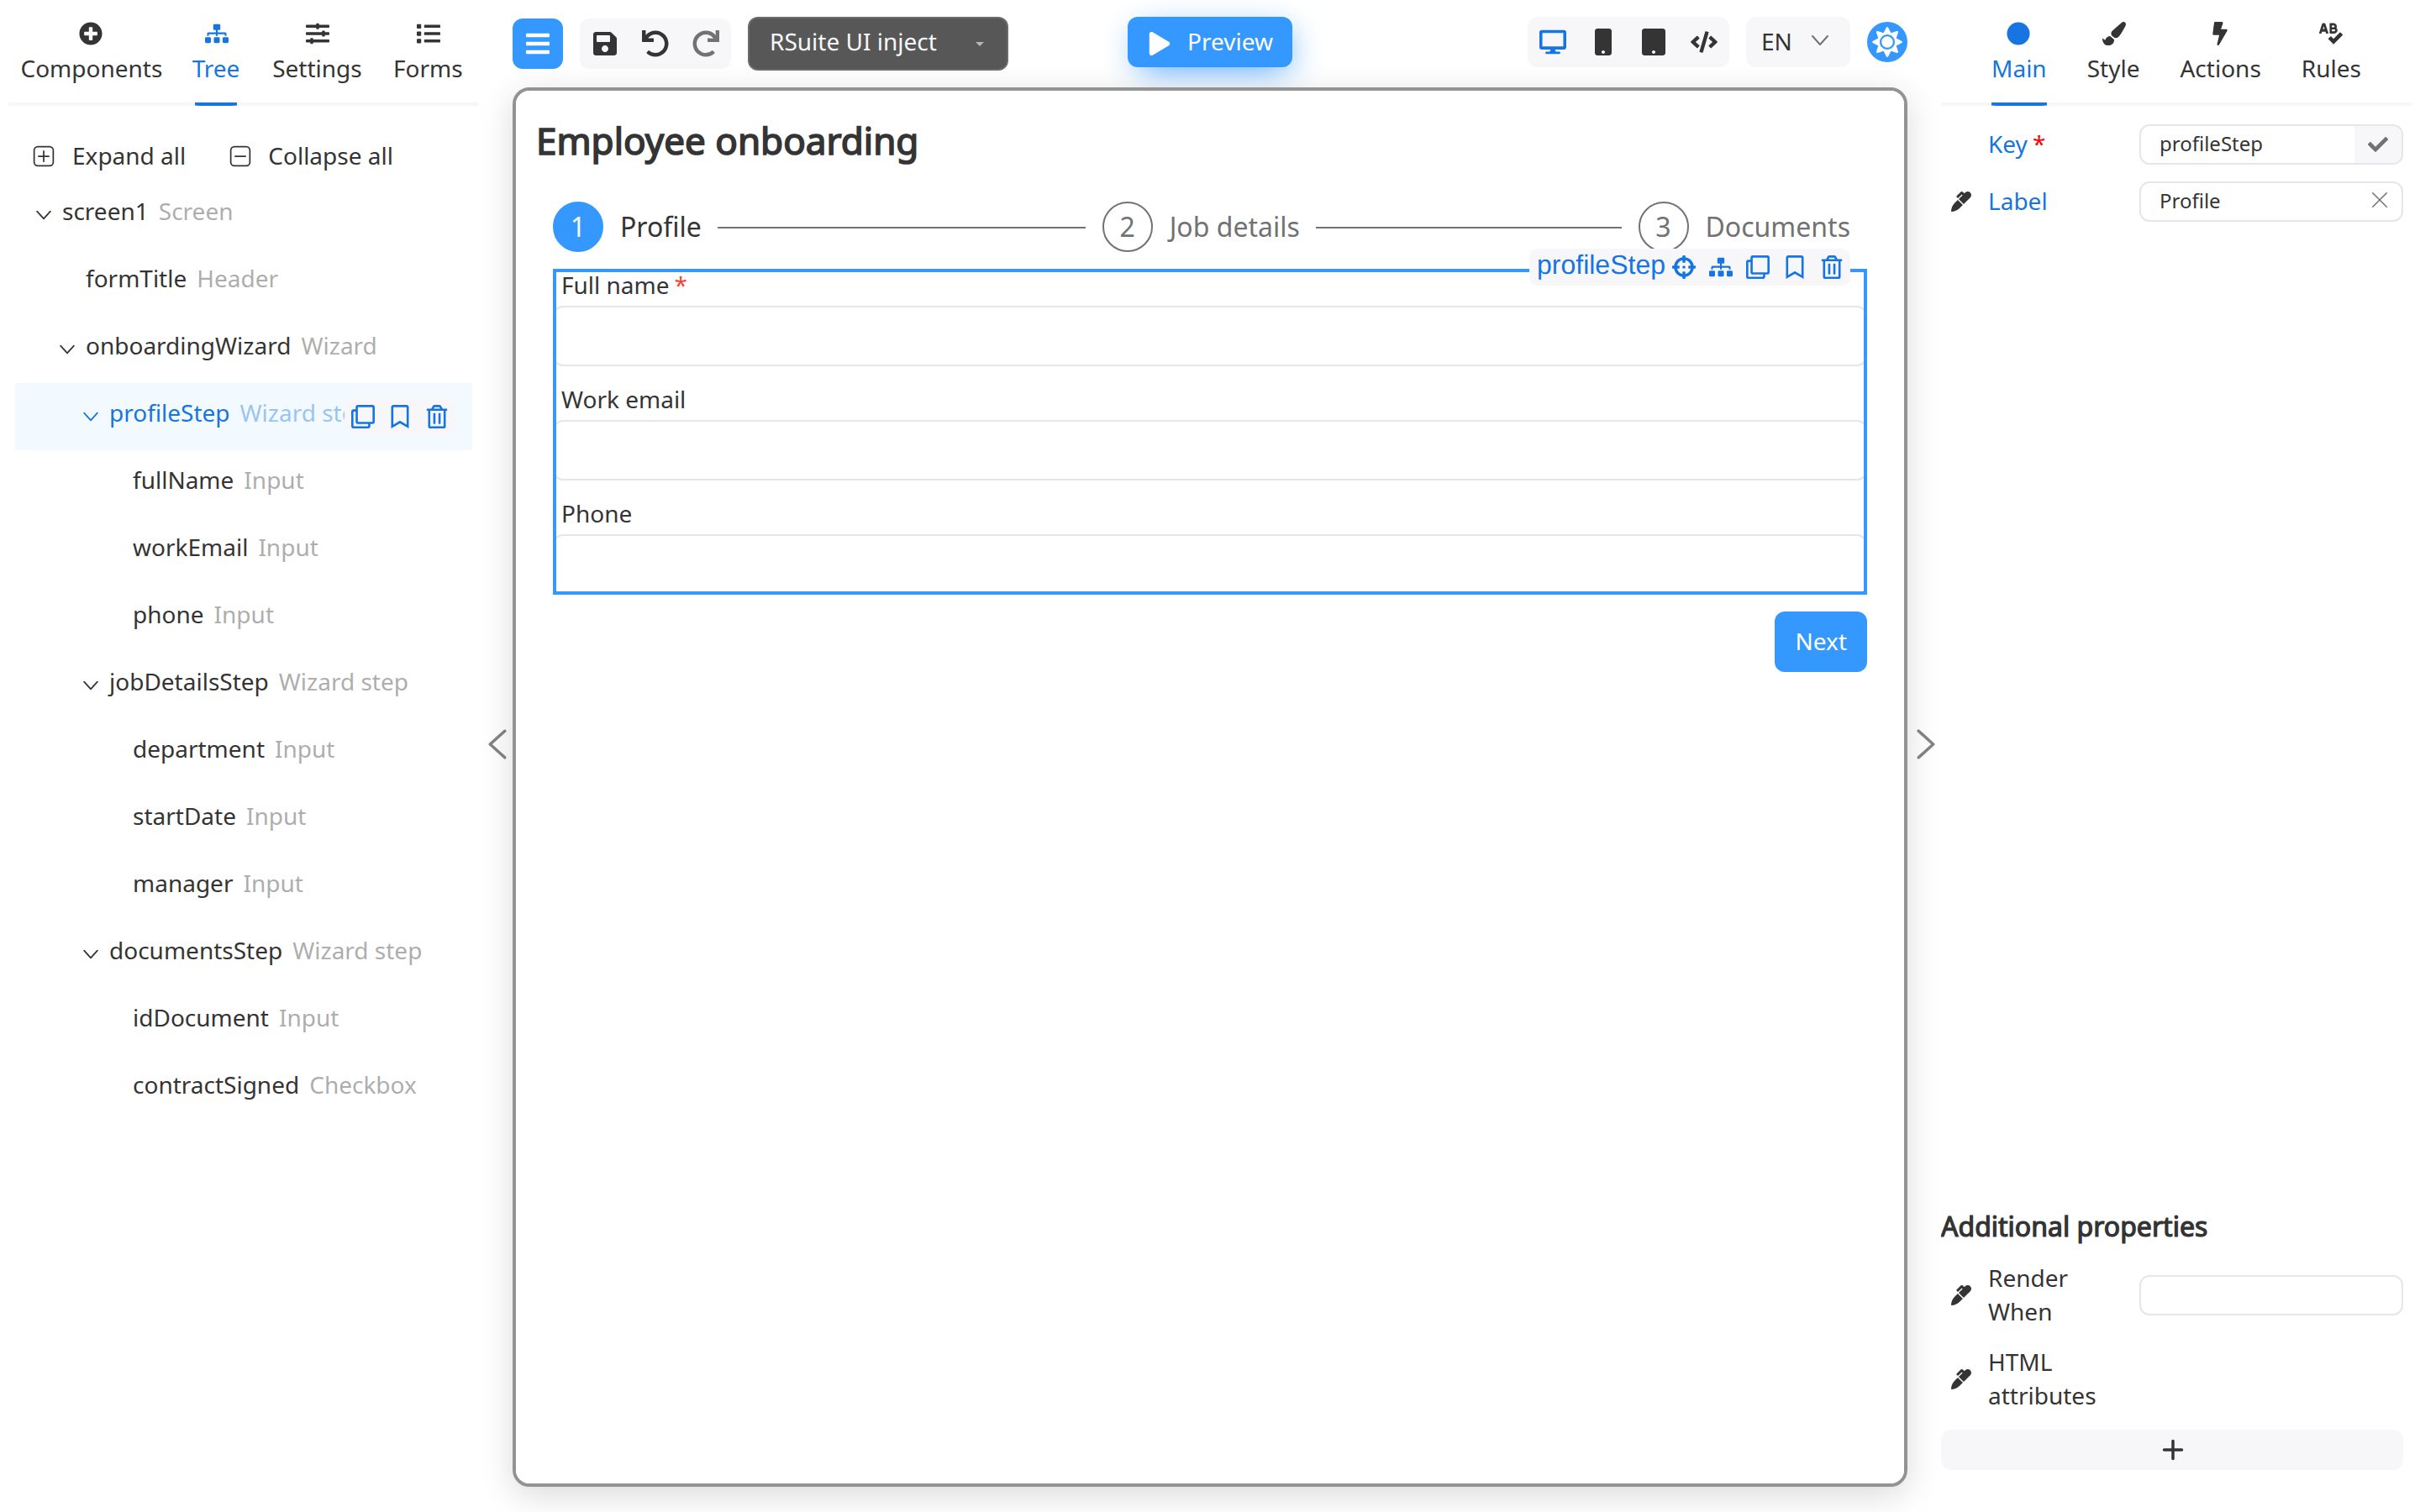 Components
Tree
Settings
Forms
RSuite UI inject
Preview
EN
Main
Style
Actions
Rules
Expand all
Collapse all
screen1 Screen
formTitle Header
onboardingWizard Wizard
profileStep Wizard st
fullName Input
workEmail Input
phone Input
jobDetailsStep Wizard step
department Input
startDate Input
manager Input
documentsStep Wizard step
idDocument Input
contractSigned Checkbox
Employee onboarding
1 Profile
2 Job details
3 Documents
profileStep
Full name *
Work email
Phone
Next
Key * profileStep
Label Profile
Additional properties
Render
When
HTML
attributes